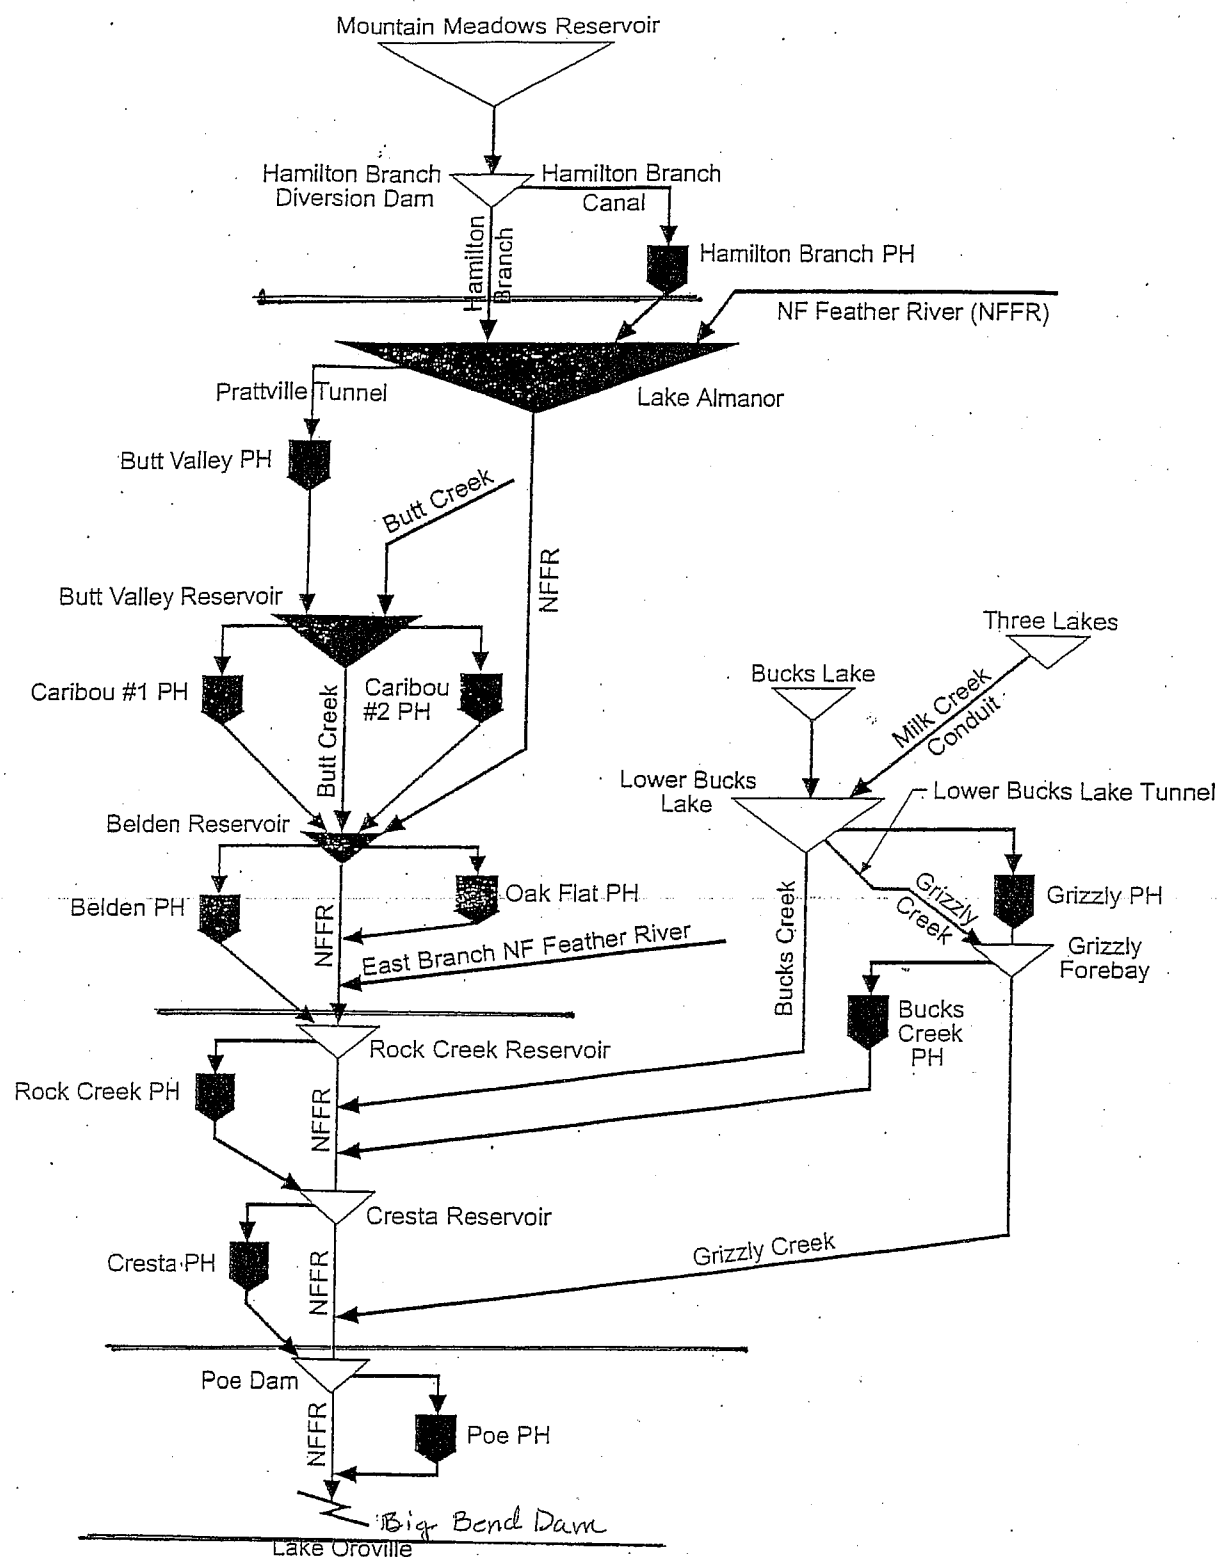 Mountain Meadows Reservoir
Hamilton Branch
Diversion Dam
Hamilton Branch
Canal
Hamilton
Branch
Hamilton Branch PH
NF Feather River (NFFR)
Prattville Tunnel
Lake Almanor
Butt Valley PH
Butt Creek
NFFR
Butt Valley Reservoir
Three Lakes
Bucks Lake
Caribou #1 PH
Caribou
#2 PH
Butt Creek
Milk Creek
Conduit
Lower Bucks
Lake
Lower Bucks Lake Tunnel
Belden Reservoir
Belden PH
Oak Flat PH
NFFR
East Branch NF Feather River
Bucks Creek
Grizzly
Creek
Grizzly PH
Grizzly
Forebay
Bucks
Creek
PH
Rock Creek Reservoir
Rock Creek PH
NFFR
Cresta Reservoir
Cresta PH
NFFR
Grizzly Creek
Poe Dam
NFFR
Poe PH
Big Bend Dam
Lake Oroville